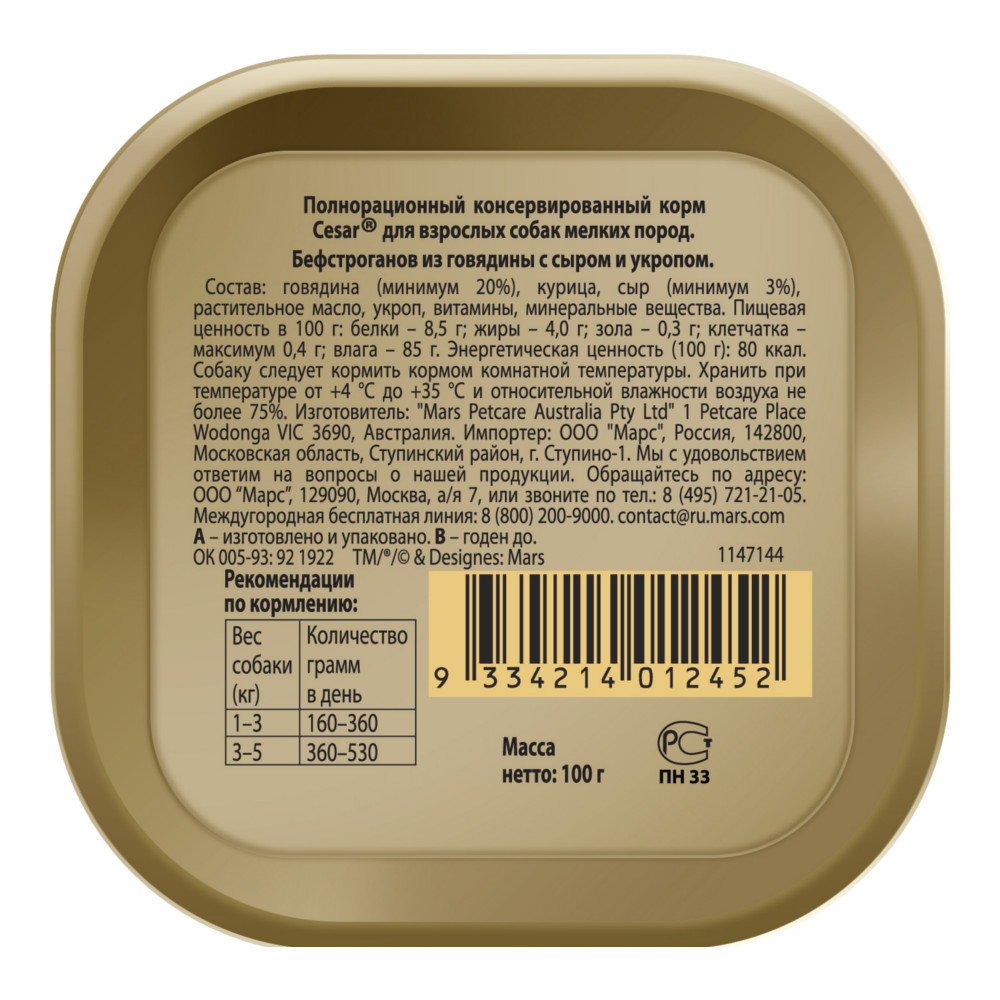 Полнорационный консервированный корм
Cesar® для взрослых собак мелких пород.
Бефстроганов из говядины с сыром и укропом.
Состав: говядина (минимум 20%), курица, сыр (минимум 3%),
растительное масло, укроп, витамины, минеральные вещества. Пищевая
ценность в 100 г: белки – 8,5 г; жиры – 4,0 г; зола – 0,3 г; клетчатка –
максимум 0,4 г; влага – 85 г. Энергетическая ценность (100 г): 80 ккал.
Собаку следует кормить кормом комнатной температуры. Хранить при
температуре от +4 °C до +35 °C и относительной влажности воздуха не
более 75%. Изготовитель: "Mars Petcare Australia Pty Ltd" 1 Petcare Place
Wodonga VIC 3690, Австралия. Импортер: ООО "Марс", Россия, 142800,
Московская область, Ступинский район, г. Ступино-1. Мы с удовольствием
ответим на вопросы о нашей продукции. Обращайтесь по адресу:
ООО “Марс”, 129090, Москва, а/я 7, или звоните по тел.: 8 (495) 721-21-05.
Междугородная бесплатная линия: 8 (800) 200-9000. contact@ru.mars.com
А – изготовлено и упаковано. В – годен до.
ОК 005-93: 92 1922 TM/®/© & Designes: Mars 1147144
Рекомендации
по кормлению:
Вес Количество
собаки грамм
(кг) в день
1–3 160–360
3–5 360–530
9 334214 012452
Масса
нетто: 100 г
РСТ
ПН 33